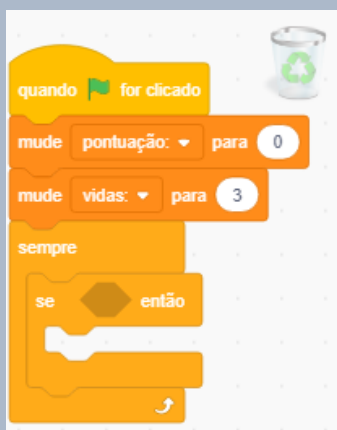 quando for clicado
mude pontuação: para 0
mude vidas: para 3
sempre
se então